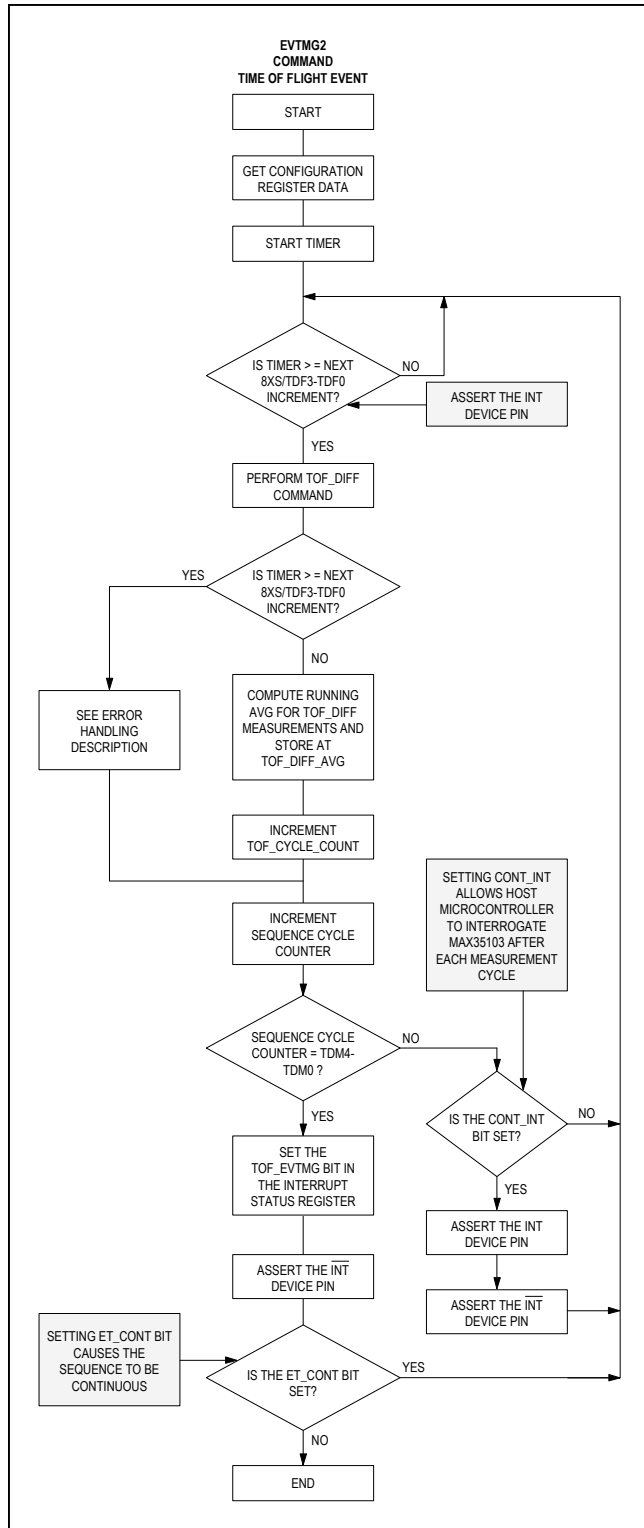 EVTMG2
COMMAND
TIME OF FLIGHT EVENT
START
GET CONFIGURATION
REGISTER DATA
START TIMER
IS TIMER > = NEXT
8XS/TDF3-TDF0
INCREMENT?
NO
ASSERT THE INT
DEVICE PIN
YES
PERFORM TOF_DIFF
COMMAND
YES
IS TIMER > = NEXT
8XS/TDF3-TDF0
INCREMENT?
NO
SEE ERROR
HANDLING
DESCRIPTION
COMPUTE RUNNING
AVG FOR TOF_DIFF
MEASUREMENTS AND
STORE AT
TOF_DIFF_AVG
INCREMENT
TOF_CYCLE_COUNT
SETTING CONT_INT
ALLOWS HOST
MICROCONTROLLER
TO INTERROGATE
MAX35103 AFTER
EACH MEASUREMENT
CYCLE
INCREMENT
SEQUENCE CYCLE
COUNTER
SEQUENCE CYCLE
COUNTER = TDM4-
TDM0 ?
NO
YES
IS THE CONT_INT
BIT SET?
NO
YES
SET THE
TOF_EVTMG BIT IN
THE INTERRUPT
STATUS REGISTER
ASSERT THE INT
DEVICE PIN
ASSERT THE INT
DEVICE PIN
ASSERT THE INT
DEVICE PIN
SETTING ET_CONT BIT
CAUSES THE
SEQUENCE TO BE
CONTINUOUS
IS THE ET_CONT BIT
SET?
YES
NO
END